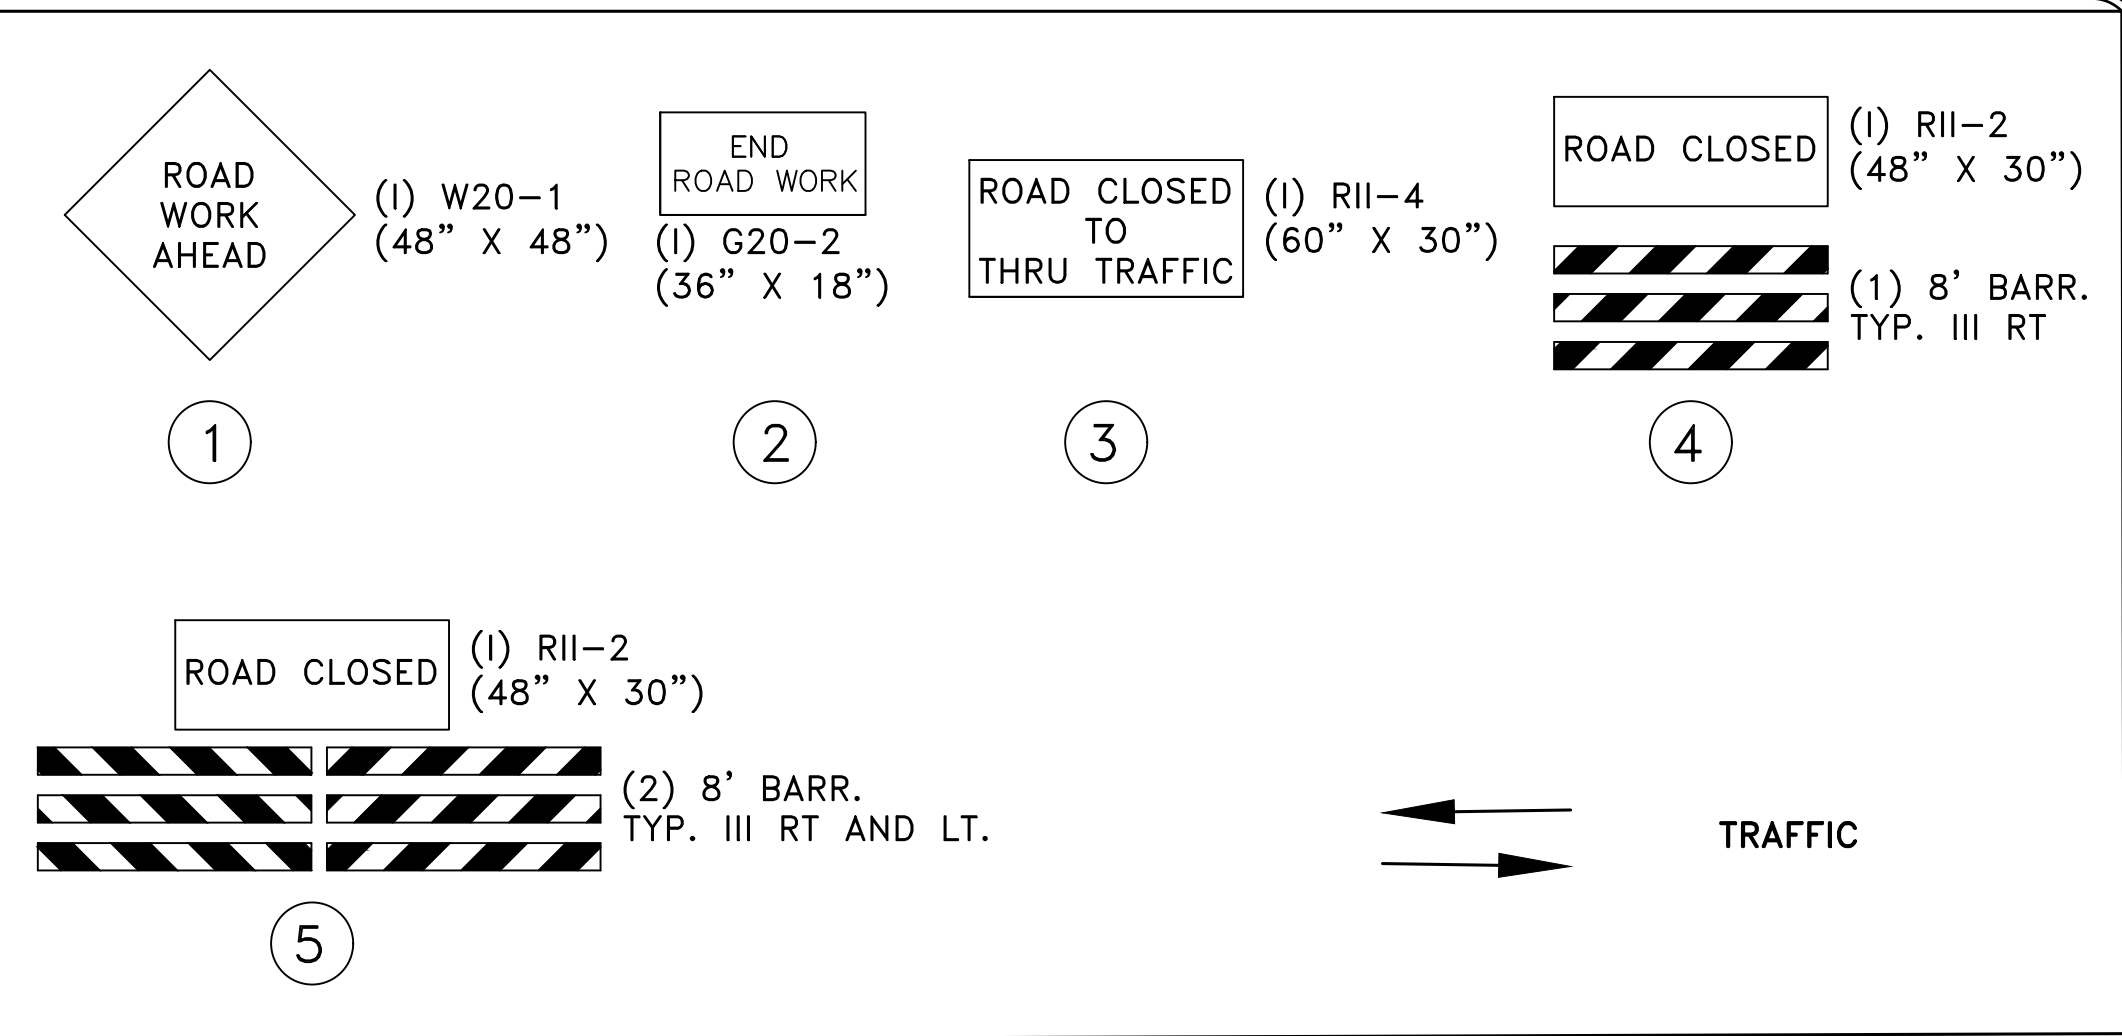 ROAD
WORK
AHEAD
(1) W20-1
(48" X 48")
1
END
ROAD WORK
(1) G20-2
(36" X 18")
2
ROAD CLOSED
TO
THRU TRAFFIC
(1) R11-4
(60" X 30")
3
ROAD CLOSED
(1) R11-2
(48" X 30")
(1) 8' BARR.
TYP. III RT
4
ROAD CLOSED
(1) R11-2
(48" X 30")
(2) 8' BARR.
TYP. III RT AND LT.
5
TRAFFIC